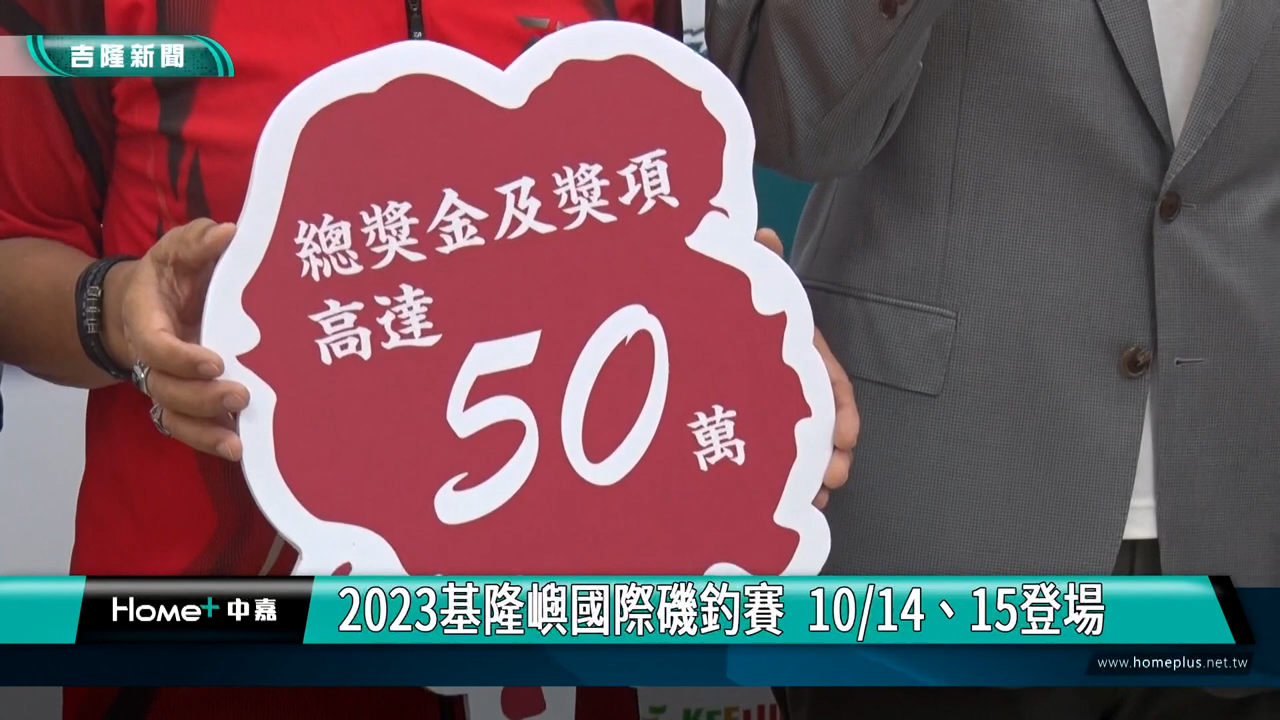 吉隆新聞
總獎金及獎項
高達
50萬
Home+中嘉
2023基隆嶼國際磯釣賽 10/14、15登場
www.homeplus.net.tw